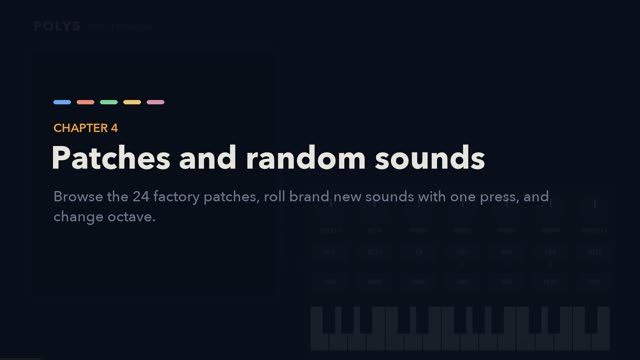 POLYS
CHAPTER 4
Patches and random sounds
Browse the 24 factory patches, roll brand new sounds with one press, and
change octave.